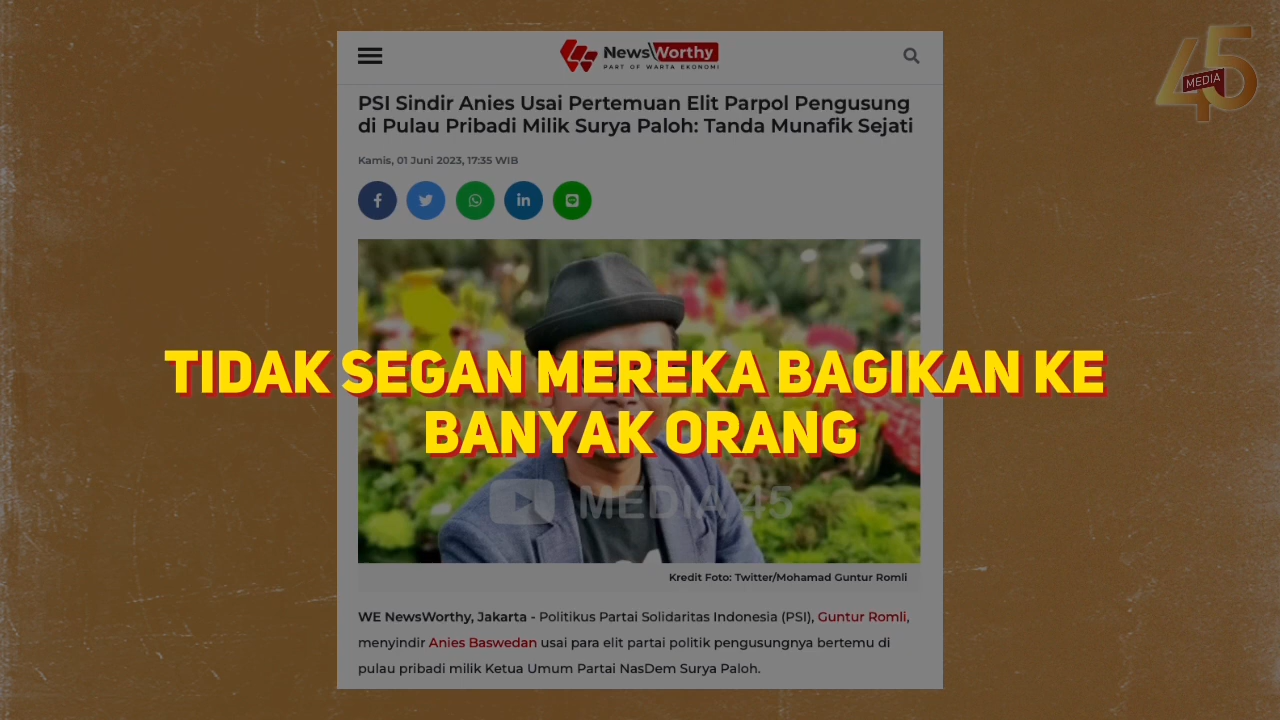 NewsWorthy
PART OF WARTA EKONOMI
45
MEDIA
PSI Sindir Anies Usai Pertemuan Elit Parpol Pengusung
di Pulau Pribadi Milik Surya Paloh: Tanda Munafik Sejati
Kamis, 01 Juni 2023, 17:35 WIB
TIDAK SEGAN MEREKA BAGIKAN KE
BANYAK ORANG
MEDIA 45
Kredit Foto: Twitter/Mohamad Guntur Romli
WE NewsWorthy, Jakarta - Politikus Partai Solidaritas Indonesia (PSI), Guntur Romli,
menyindir Anies Baswedan usai para elit partai politik pengusungnya bertemu di
pulau pribadi milik Ketua Umum Partai NasDem Surya Paloh.